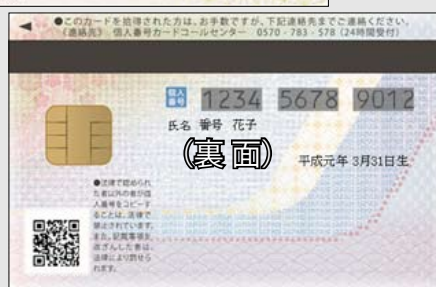 ●このカードを拾得された方は、お手数ですが、下記連絡先までご連絡ください。
《連絡先》 個人番号カードコールセンター 0570-783-578(24時間受付)
個人番号 1234 5678 9012
氏名 番号 花子
(裏面)
平成元年 3月31日生
●法律で認められ
た者以外の者が個
人番号をコピーす
ることは、法律で
禁止されています。
また、記載事項を
改ざんした者は、
法律により罰せら
れます。